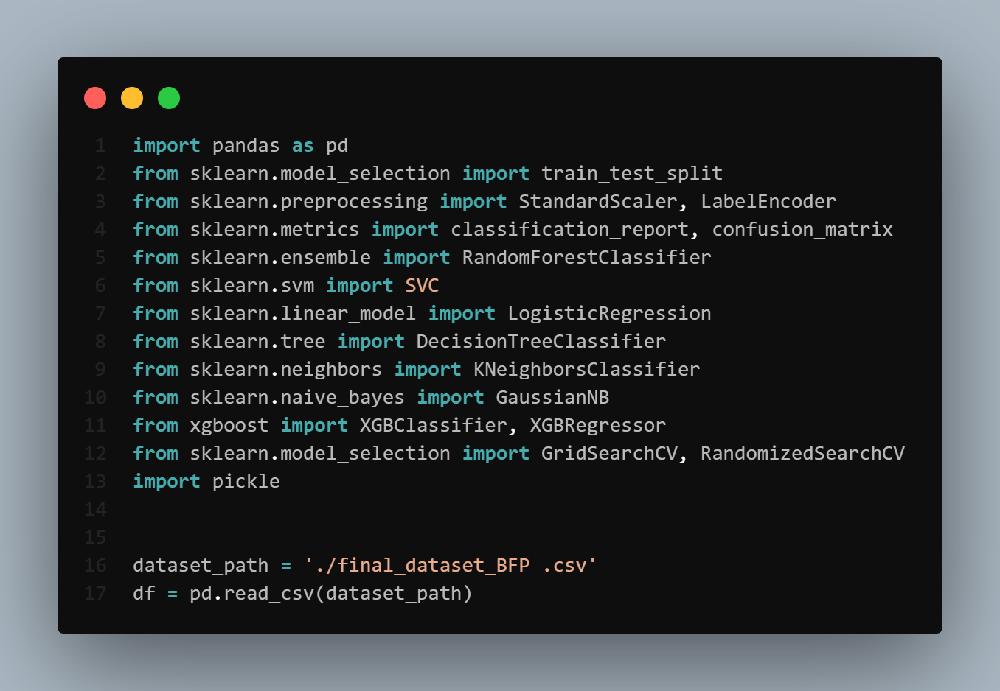 1 import pandas as pd
2 from sklearn.model_selection import train_test_split
3 from sklearn.preprocessing import StandardScaler, LabelEncoder
4 from sklearn.metrics import classification_report, confusion_matrix
5 from sklearn.ensemble import RandomForestClassifier
6 from sklearn.svm import SVC
7 from sklearn.linear_model import LogisticRegression
8 from sklearn.tree import DecisionTreeClassifier
9 from sklearn.neighbors import KNeighborsClassifier
10 from sklearn.naive_bayes import GaussianNB
11 from xgboost import XGBClassifier, XGBRegressor
12 from sklearn.model_selection import GridSearchCV, RandomizedSearchCV
13 import pickle
14
15
16 dataset_path = './final_dataset_BFP .csv'
17 df = pd.read_csv(dataset_path)